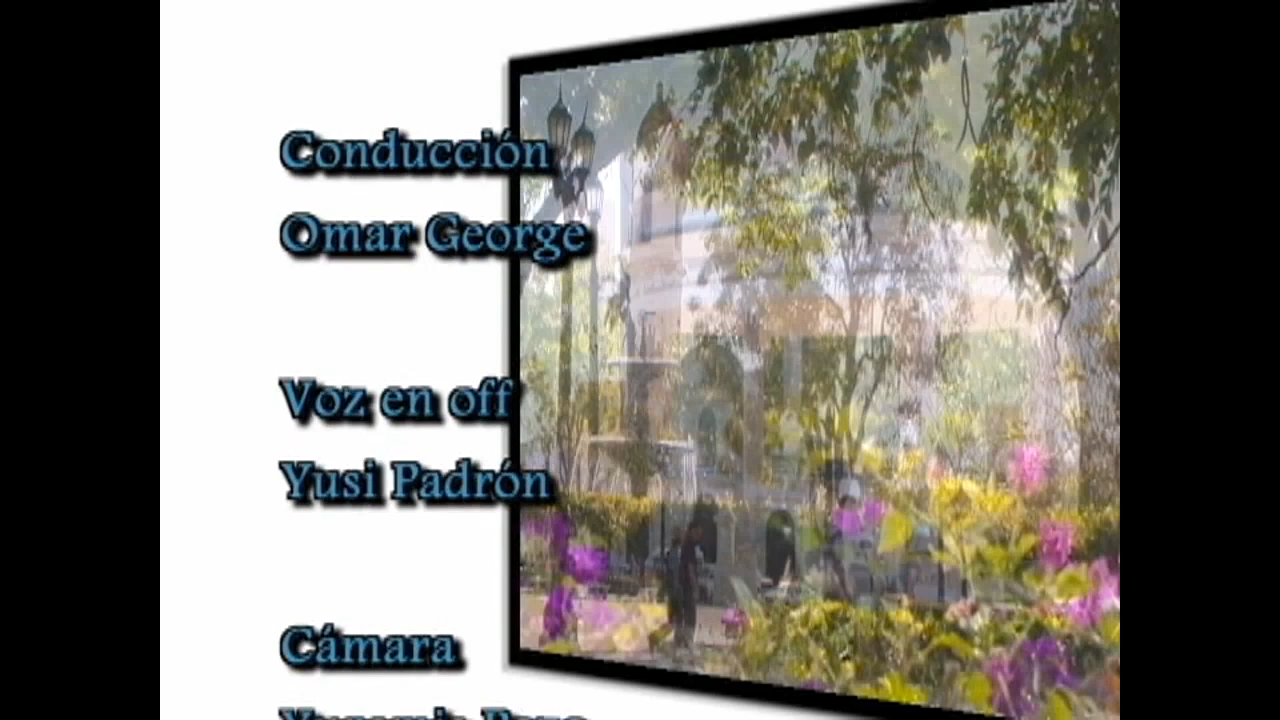 Conducción
Omar George
Voz en off
Yusi Padrón
Cámara